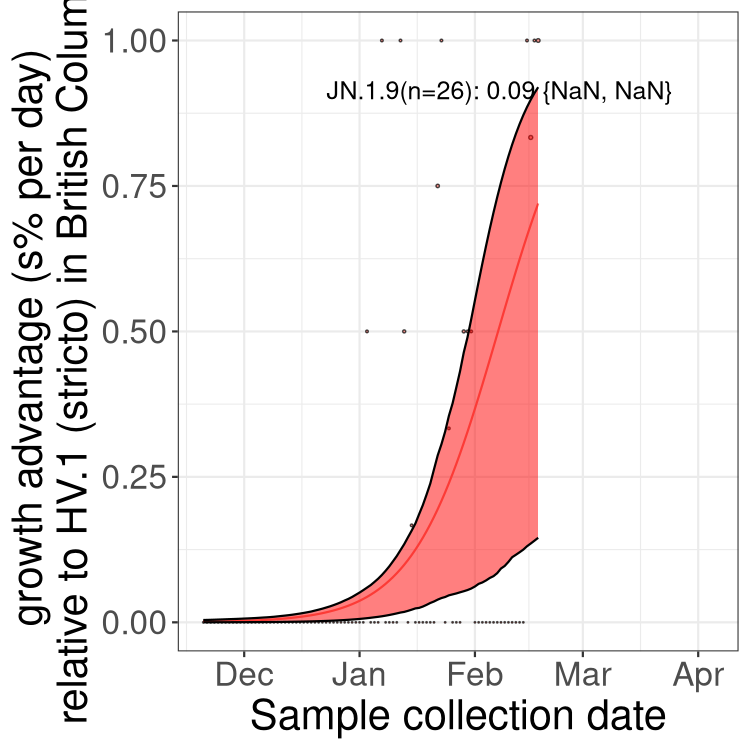 growth advantage (s% per day)
relative to HV.1 (stricto) in British Colum
1.00
0.75
0.50
0.25
0.00
JN.1.9(n=26): 0.09 {NaN, NaN}
Dec Jan Feb Mar Apr
Sample collection date